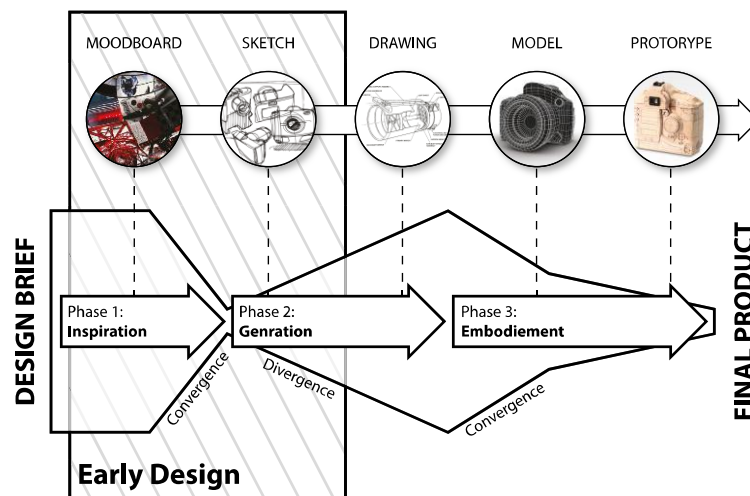 MOODBOARD
SKETCH
DRAWING
MODEL
PROTORYPE
DESIGN BRIEF
Phase 1:
Inspiration
Phase 2:
Genration
Phase 3:
Embodiement
FINAL PRODUCT
Convergence
Divergence
Convergence
Early Design